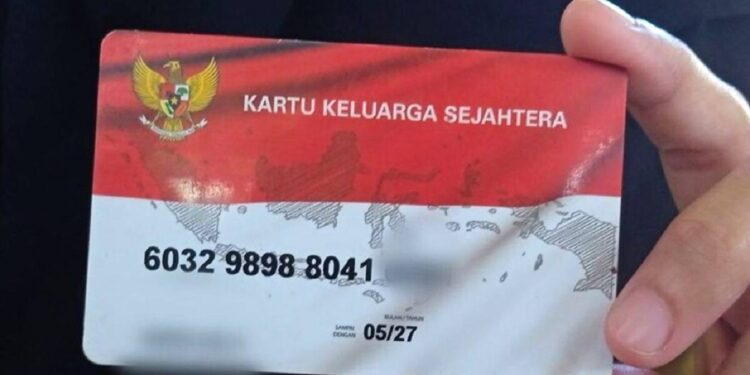 KARTU KELUARGA SEJAHTERA
6032 9898 8041
BULAN/TAHUN
SAMPAI DENGAN 05/27